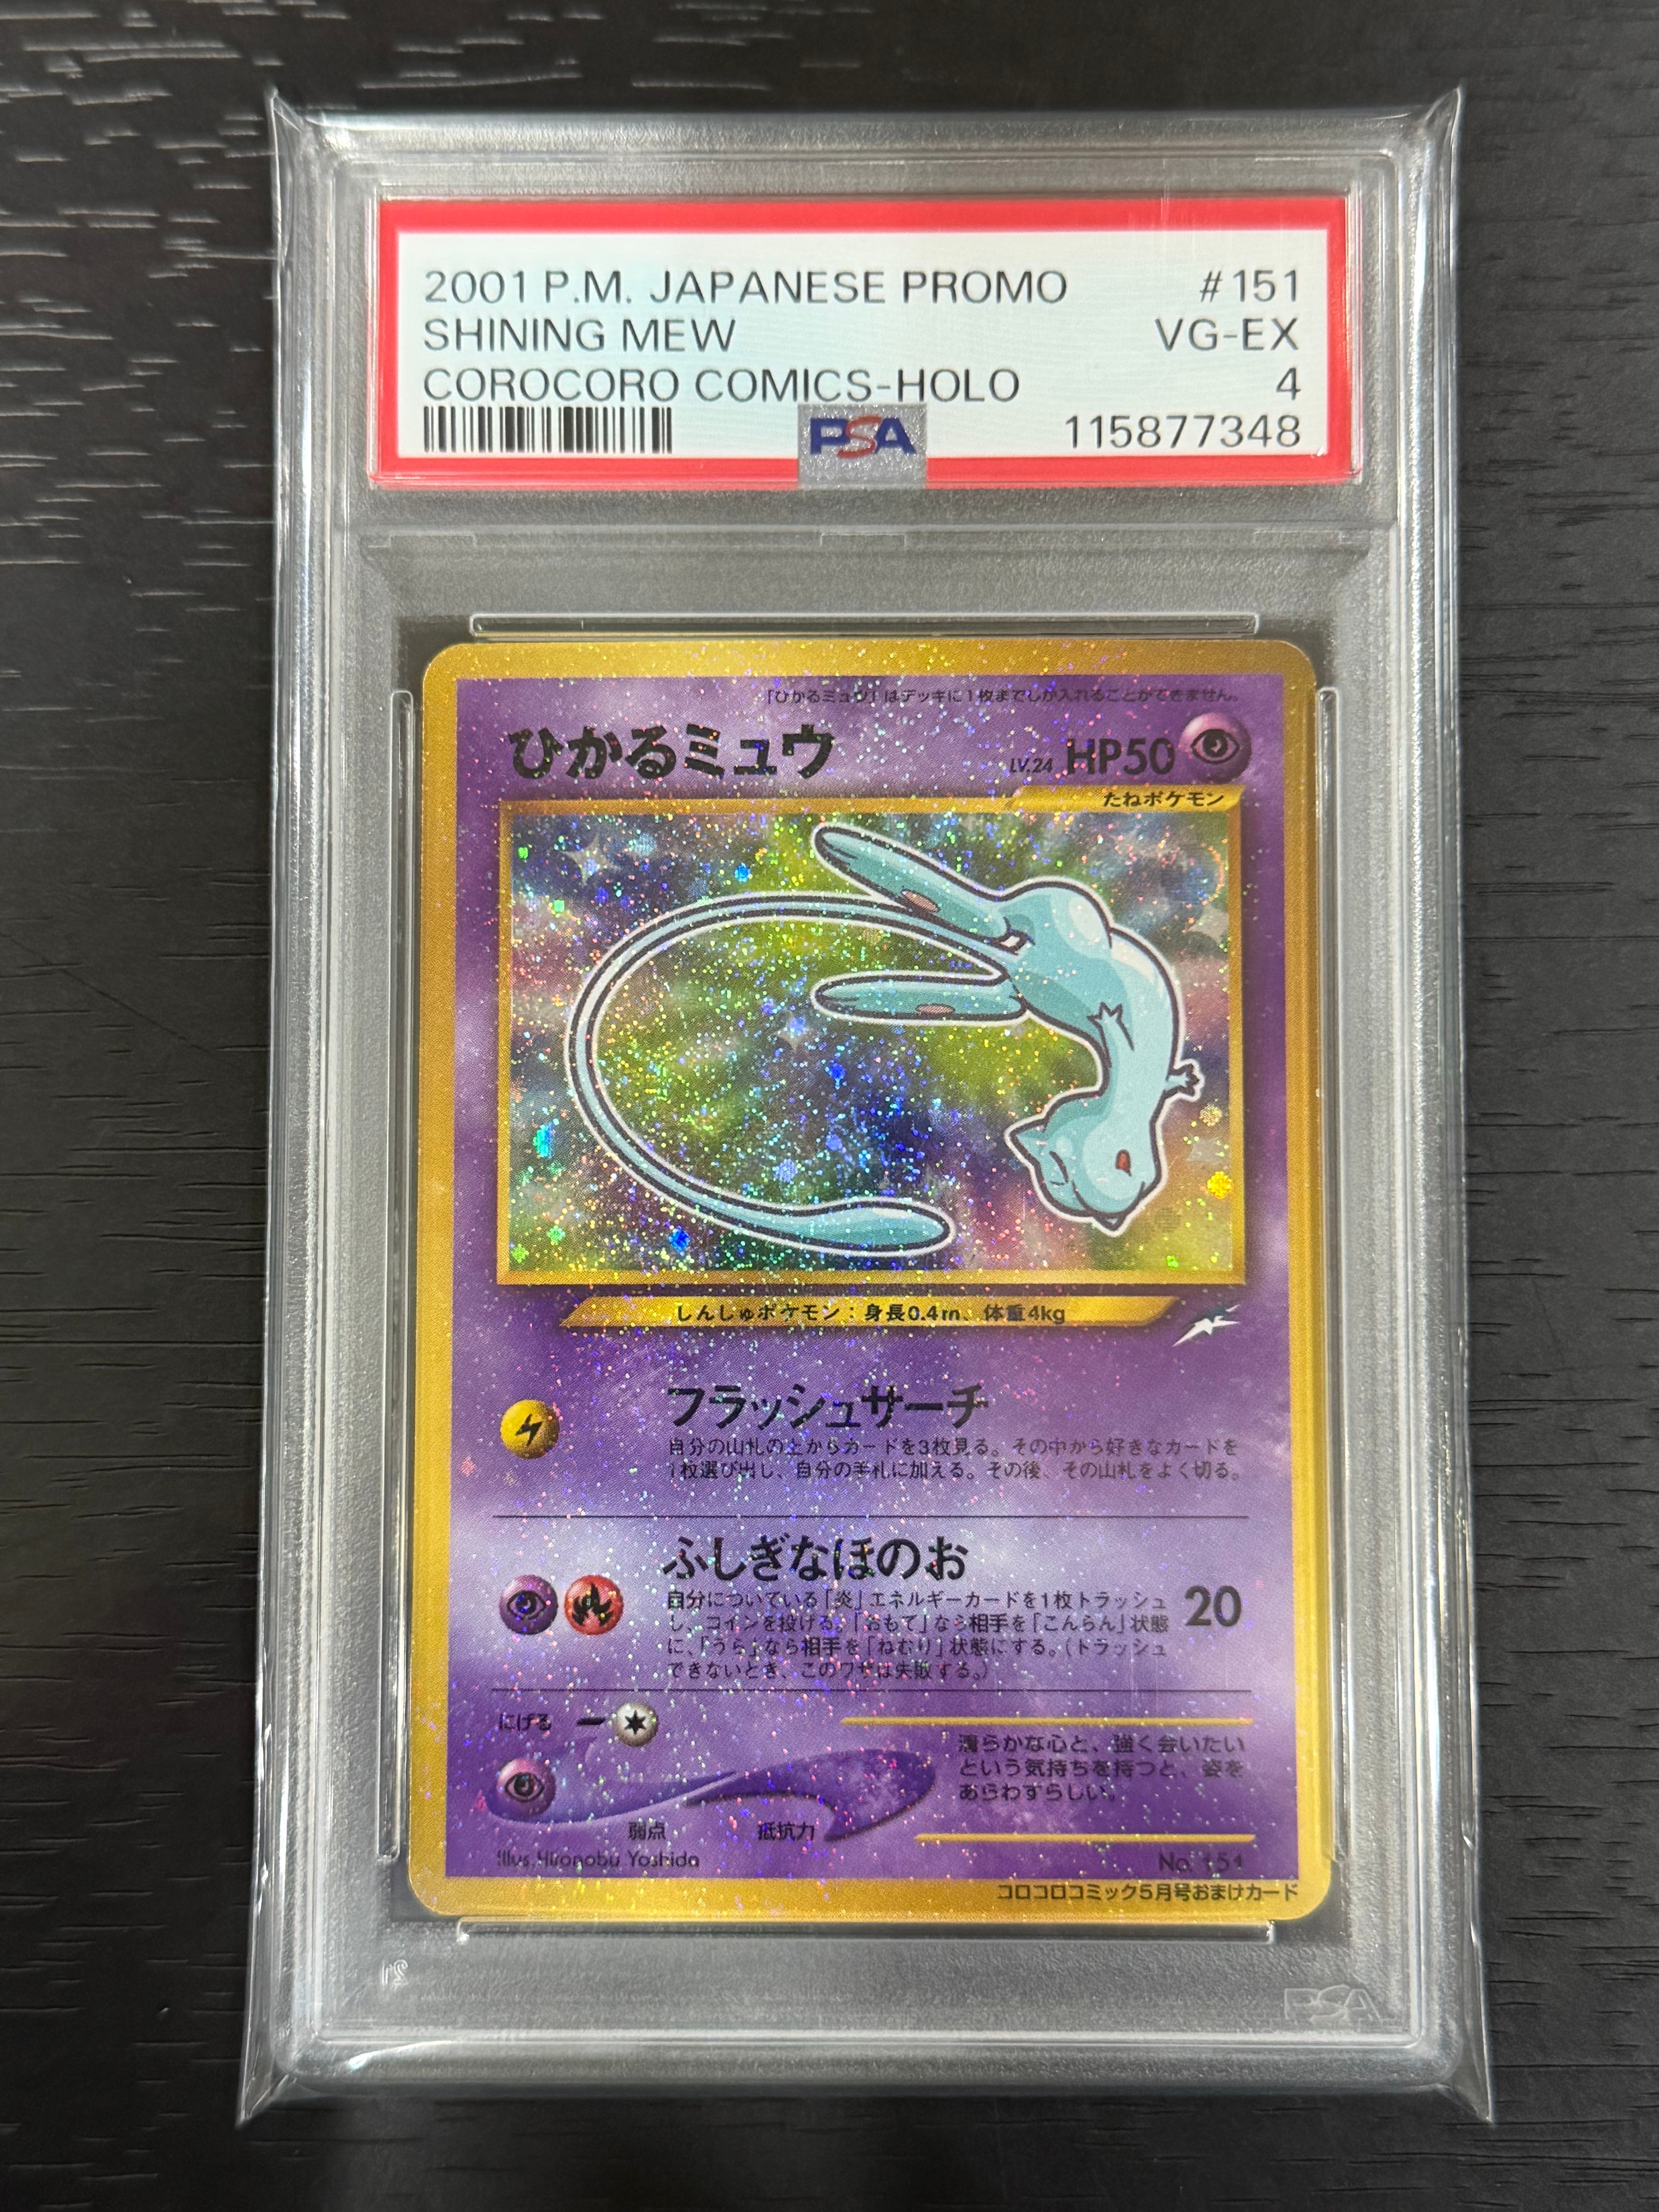 2001 P.M. JAPANESE PROMO #151
SHINING MEW VG-EX
COROCORO COMICS-HOLO 4
PSA 115877348
「ひかるミュウ」はデッキに1枚までしか入れることができません。
ひかるミュウ LV.24 HP50
たねポケモン
しんしゅポケモン：身長0.4m、体重4kg
フラッシュサーチ
自分の山札の上からカードを3枚見る。その中から好きなカードを
1枚選び出し、自分の手札に加える。その後、その山札をよく切る。
ふしぎなほのお
自分についている「炎」エネルギーカードを1枚トラッシュ 20
し、コインを投げる。「おもて」なら相手を「こんらん」状態
に、「うら」なら相手を「ねむり」状態にする。(トラッシュ
できないとき、このワザは失敗する。)
にげる
清らかな心と、強く会いたい
という気持ちを持つと、姿を
あらわすらしい。
弱点 抵抗力
Illus. Hironobu Yoshida No. 151
コロコロコミック5月号おまけカード
21
PSA